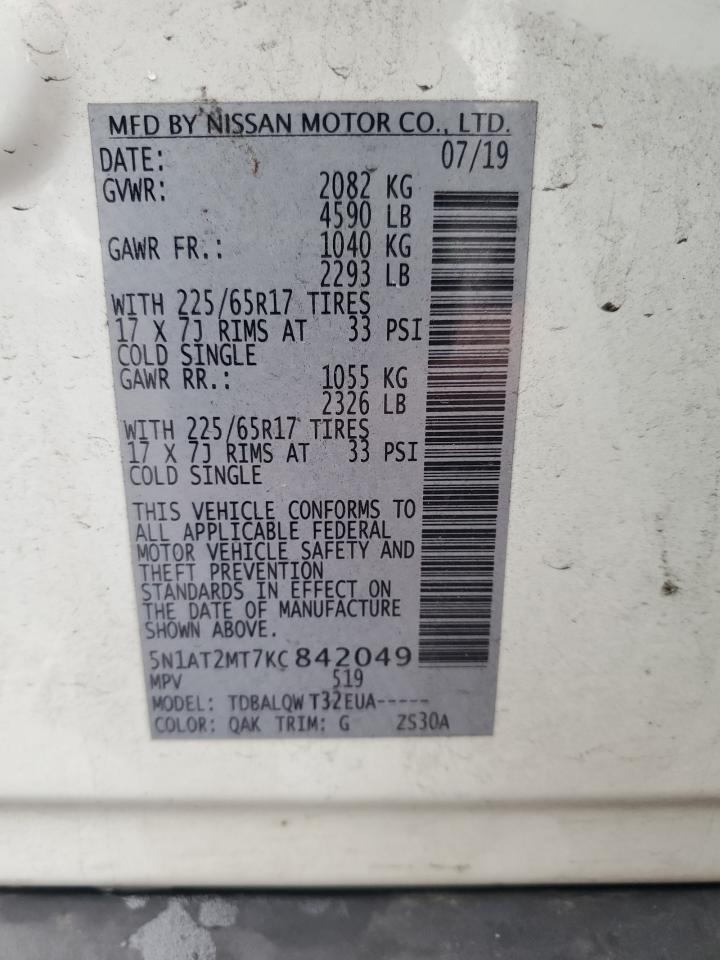 MFD BY NISSAN MOTOR CO., LTD.
DATE: 07/19
GVWR: 2082 KG
4590 LB
GAWR FR.: 1040 KG
2293 LB
WITH 225/65R17 TIRES
17 X 7J RIMS AT 33 PSI
COLD SINGLE
GAWR RR.: 1055 KG
2326 LB
WITH 225/65R17 TIRES
17 X 7J RIMS AT 33 PSI
COLD SINGLE
THIS VEHICLE CONFORMS TO
ALL APPLICABLE FEDERAL
MOTOR VEHICLE SAFETY AND
THEFT PREVENTION
STANDARDS IN EFFECT ON
THE DATE OF MANUFACTURE
SHOWN ABOVE.
5N1AT2MT7KC842049
MPV 519
MODEL: TDBALQW T32EUA-----
COLOR: QAK TRIM: G ZS30A